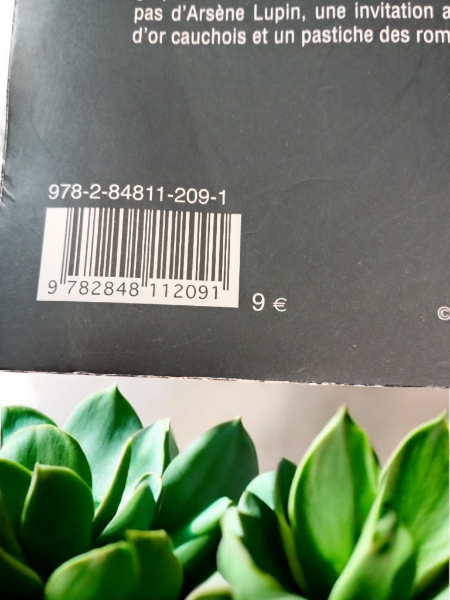 pas d'Arsène Lupin, une invitation a
d'or cauchois et un pastiche des rom
978-2-84811-209-1
9 782848 112091
9 €
©